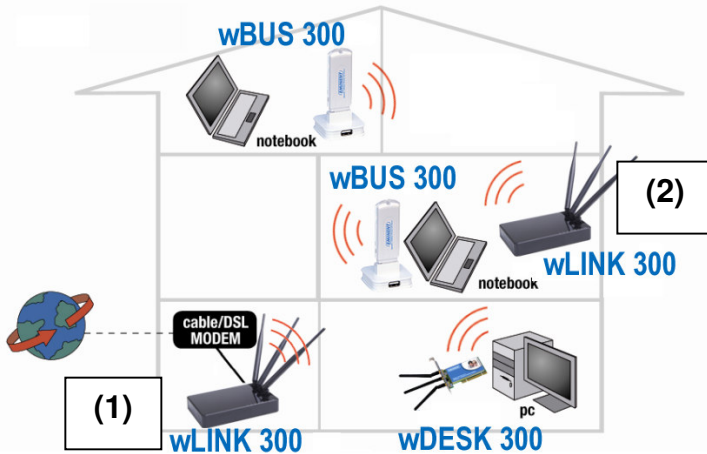 wBUS 300
notebook
wBUS 300
(2)
notebook
wLINK 300
cable/DSL
MODEM
(1)
wLINK 300
wDESK 300
pc